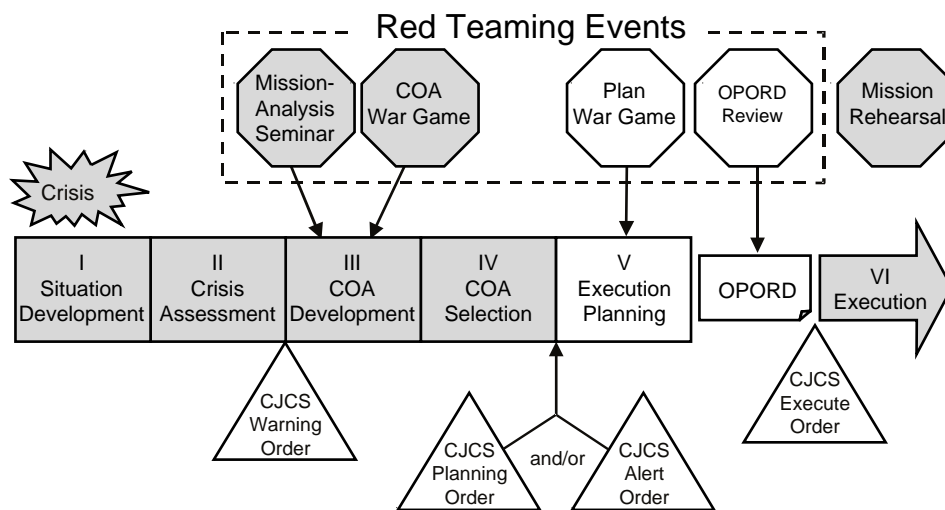 Red Teaming Events
Mission-
Analysis
Seminar
COA
War Game
Plan
War Game
OPORD
Review
Mission
Rehearsal
Crisis
I
Situation
Development
II
Crisis
Assessment
III
COA
Development
IV
COA
Selection
V
Execution
Planning
OPORD
VI
Execution
CJCS
Warning
Order
CJCS
Planning
Order
and/or
CJCS
Alert
Order
CJCS
Execute
Order